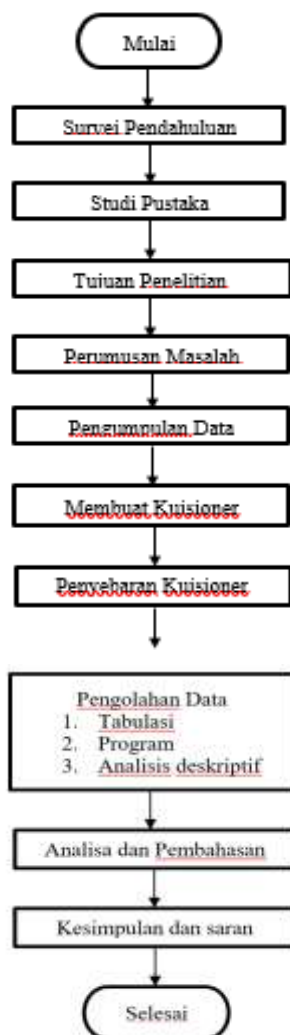 Mulai
Survei Pendahuluan
Studi Pustaka
Tujuan Penelitian
Perumusan Masalah
Pengumpulan Data
Membuat Kuisioner
Penyebaran Kuisioner
Pengolahan Data
1. Tabulasi
2. Program
3. Analisis deskriptif
Analisa dan Pembahasan
Kesimpulan dan saran
Selesai